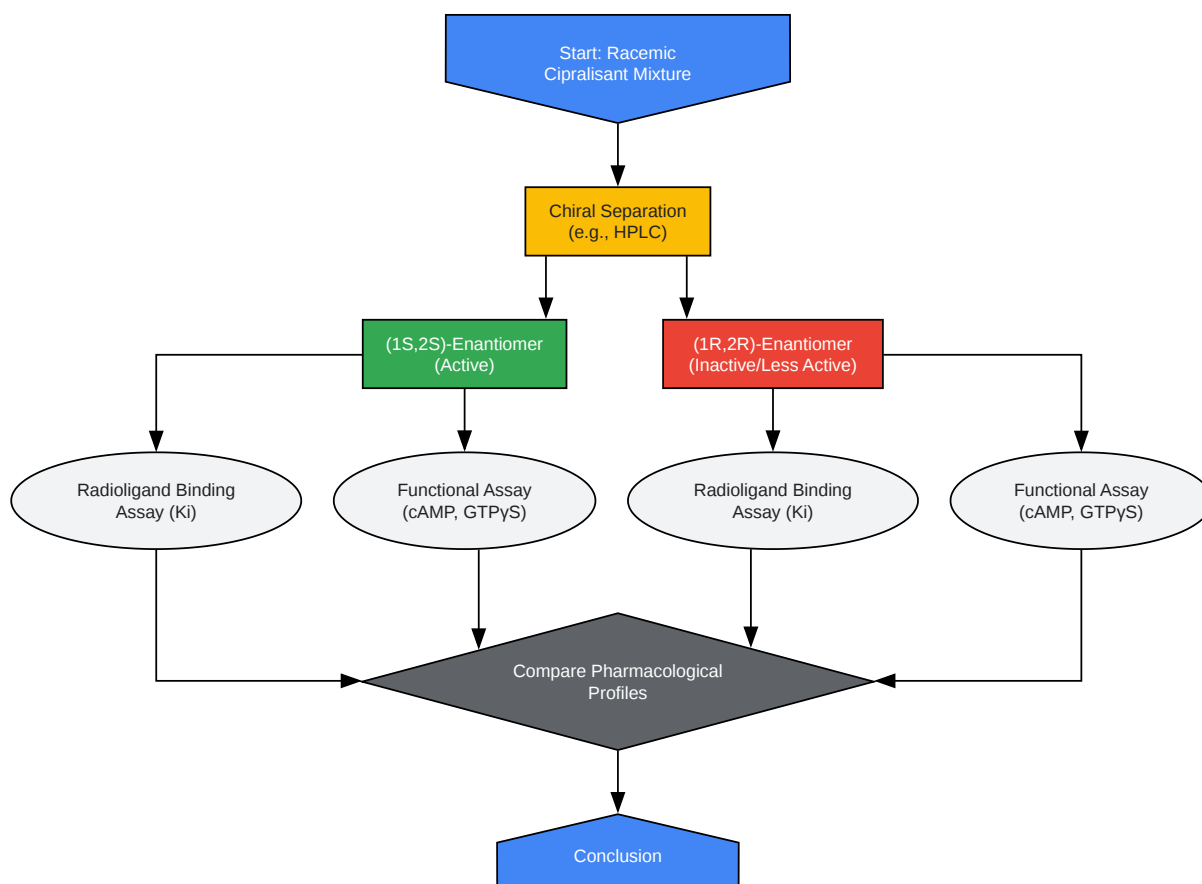 Start: Racemic
Cipralisant Mixture
Chiral Separation
(e.g., HPLC)
(1S,2S)-Enantiomer
(Active)
(1R,2R)-Enantiomer
(Inactive/Less Active)
Radioligand Binding
Assay (Ki)
Functional Assay
(cAMP, GTPγS)
Radioligand Binding
Assay (Ki)
Functional Assay
(cAMP, GTPγS)
Compare Pharmacological
Profiles
Conclusion